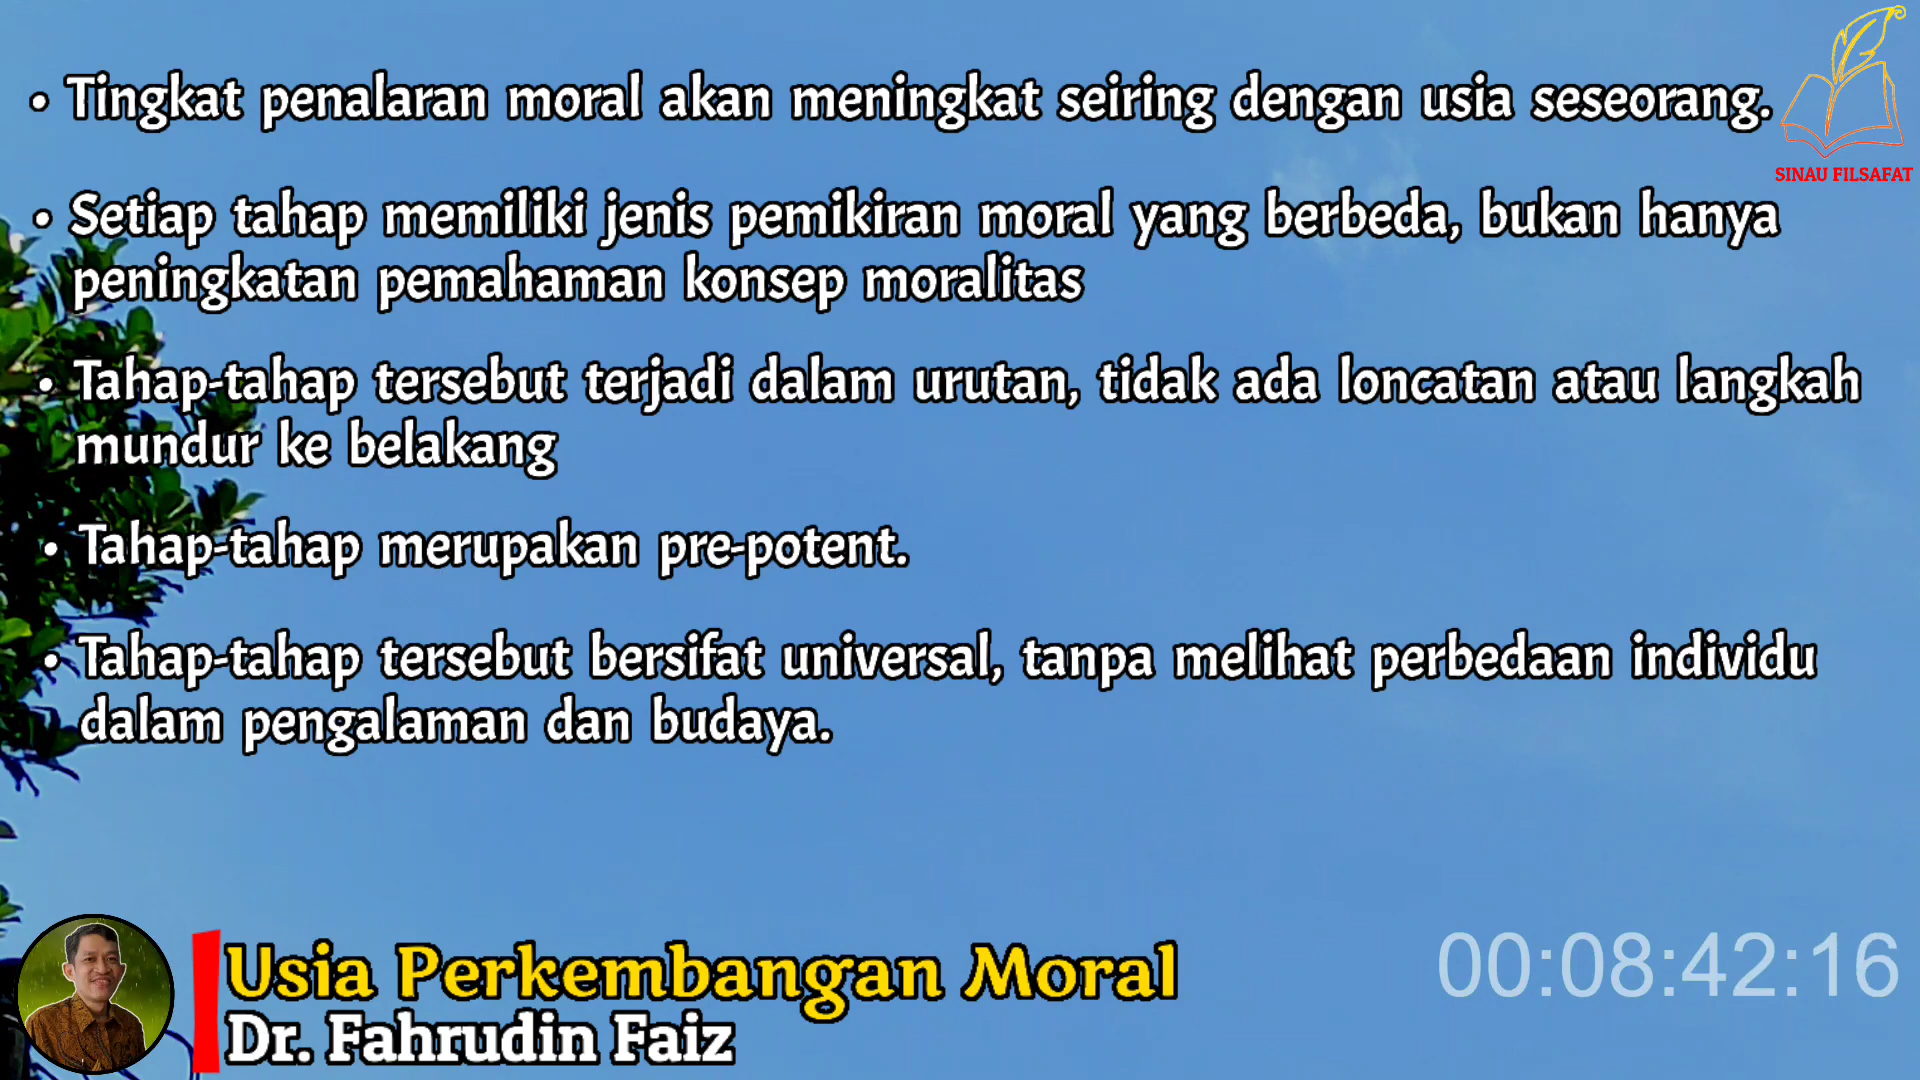 • Tingkat penalaran moral akan meningkat seiring dengan usia seseorang.
SINAU FILSAFAT
• Setiap tahap memiliki jenis pemikiran moral yang berbeda, bukan hanya
peningkatan pemahaman konsep moralitas
• Tahap-tahap tersebut terjadi dalam urutan, tidak ada loncatan atau langkah
mundur ke belakang
• Tahap-tahap merupakan pre-potent.
• Tahap-tahap tersebut bersifat universal, tanpa melihat perbedaan individu
dalam pengalaman dan budaya.
Usia Perkembangan Moral
Dr. Fahrudin Faiz
00:08:42:16